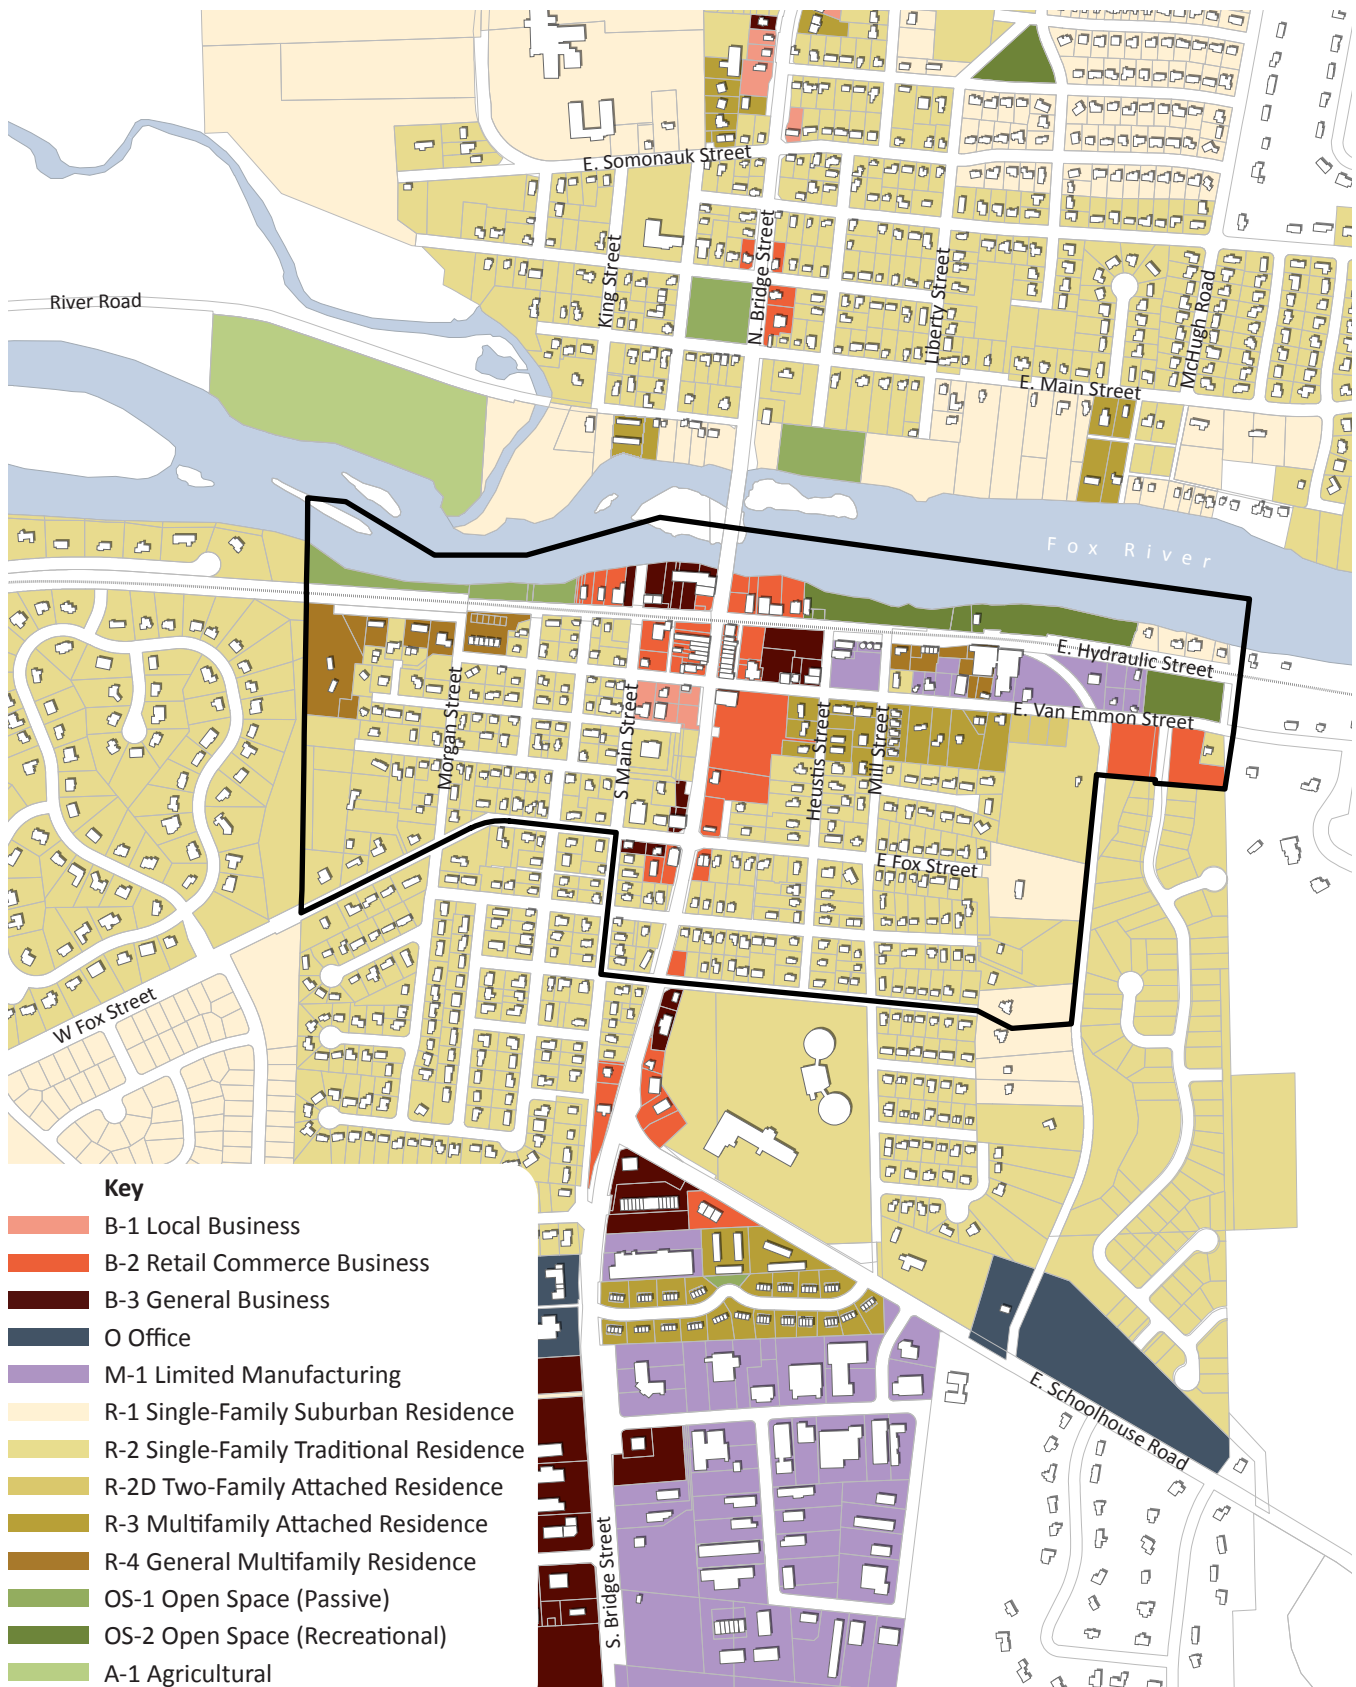 E. Somonauk Street
King Street
N. Bridge Street
Liberty Street
McHugh Road
River Road
E. Main Street
Fox River
E. Hydraulic Street
E. Van Emmon Street
Morgan Street
S Main Street
Heustis Street
Mill Street
E Fox Street
W Fox Street
E. Schoolhouse Road
S. Bridge Street
Key
B-1 Local Business
B-2 Retail Commerce Business
B-3 General Business
O Office
M-1 Limited Manufacturing
R-1 Single-Family Suburban Residence
R-2 Single-Family Traditional Residence
R-2D Two-Family Attached Residence
R-3 Multifamily Attached Residence
R-4 General Multifamily Residence
OS-1 Open Space (Passive)
OS-2 Open Space (Recreational)
A-1 Agricultural